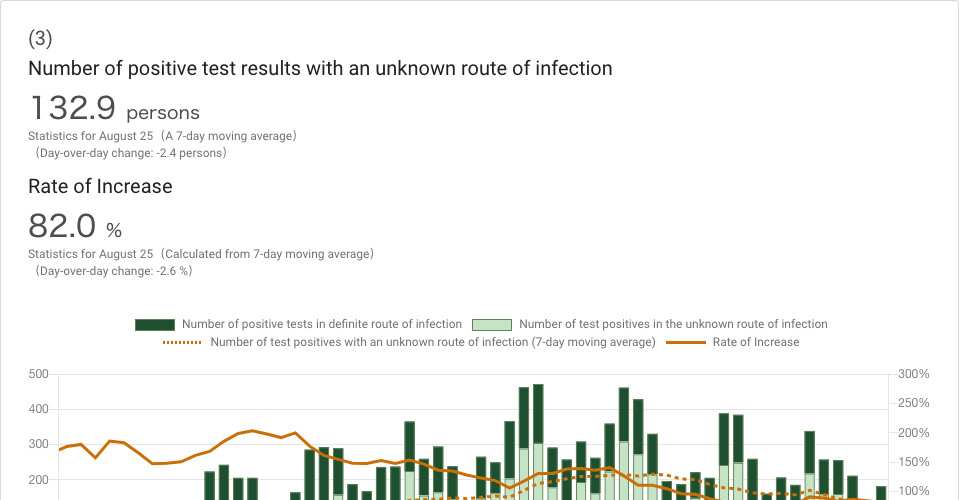 (3)
Number of positive test results with an unknown route of infection
132.9 persons
Statistics for August 25（A 7-day moving average）
（Day-over-day change: -2.4 persons）
Rate of Increase
82.0 %
Statistics for August 25（Calculated from 7-day moving average）
（Day-over-day change: -2.6 %）
Number of positive tests in definite route of infection Number of test positives in the unknown route of infection
Number of test positives with an unknown route of infection (7-day moving average) Rate of Increase
500 300%
250%
400
200%
300
150%
200
100%